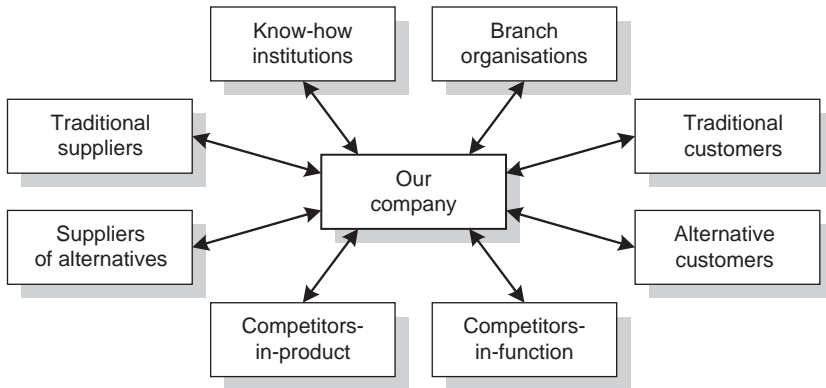 Know-how
institutions
Branch
organisations
Traditional
suppliers
Traditional
customers
Our
company
Suppliers
of alternatives
Alternative
customers
Competitors-
in-product
Competitors-
in-function